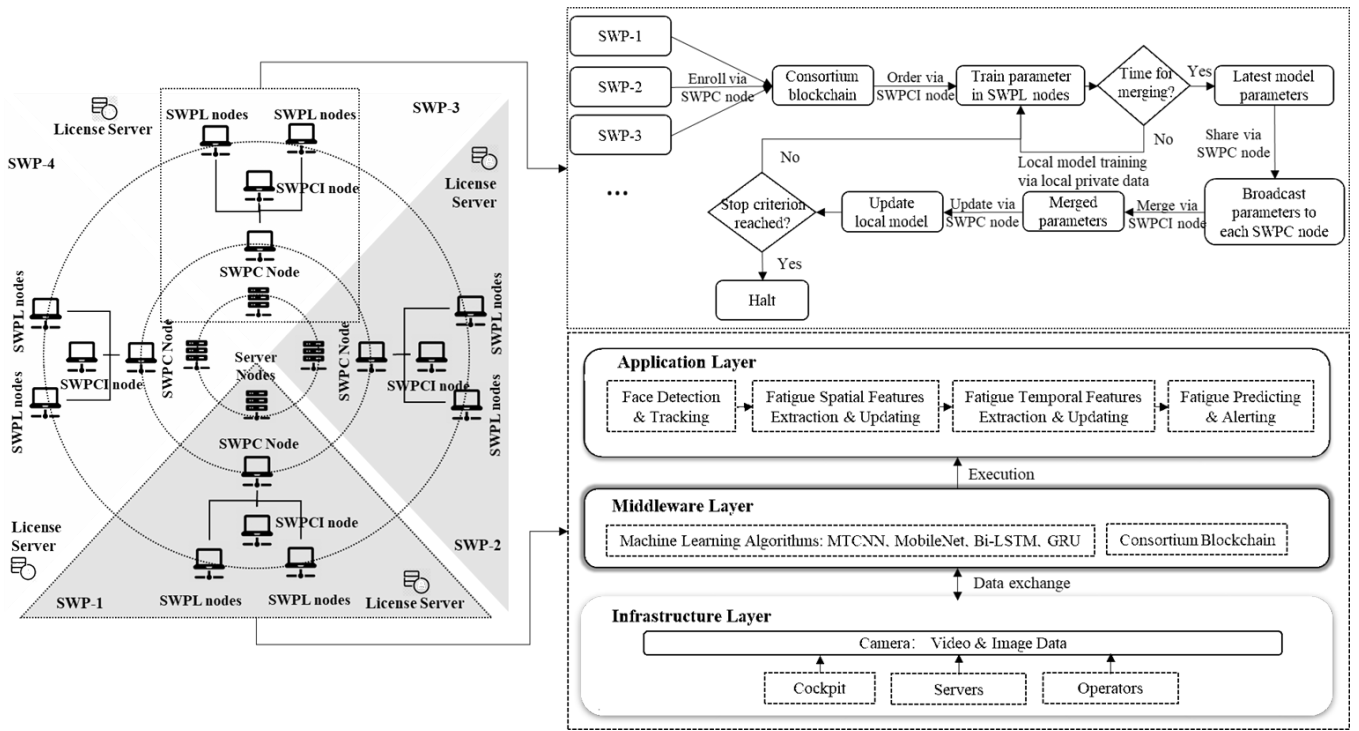 SWP-3
License Server
SWPL nodes
SWPL nodes
SWP-4
License
Server
SWPCI node
SWPC Node
SWPL nodes
SWPL nodes
SWPC Node
SWPC Node
SWPCI node
Server
Nodes
SWPCI node
SWPL nodes
SWPL nodes
SWPC Node
SWPCI node
License
Server
SWP-2
SWP-1
SWPL nodes
SWPL nodes
License Server
SWP-1
SWP-2
SWP-3
...
Enroll via
SWPC node
Consortium
blockchain
Order via
SWPCI node
Train parameter
in SWPL nodes
Time for
merging?
Yes
Latest model
parameters
No
Local model training
via local private data
Share via
SWPC node
Broadcast
parameters to
each SWPC node
Merge via
SWPCI node
Merged
parameters
Update via
SWPC node
Update
local model
Stop criterion
reached?
No
Yes
Halt
Application Layer
Face Detection
& Tracking
Fatigue Spatial Features
Extraction & Updating
Fatigue Temporal Features
Extraction & Updating
Fatigue Predicting
& Alerting
Execution
Middleware Layer
Machine Learning Algorithms: MTCNN、MobileNet、Bi-LSTM、GRU
Consortium Blockchain
Data exchange
Infrastructure Layer
Camera: Video & Image Data
Cockpit
Servers
Operators